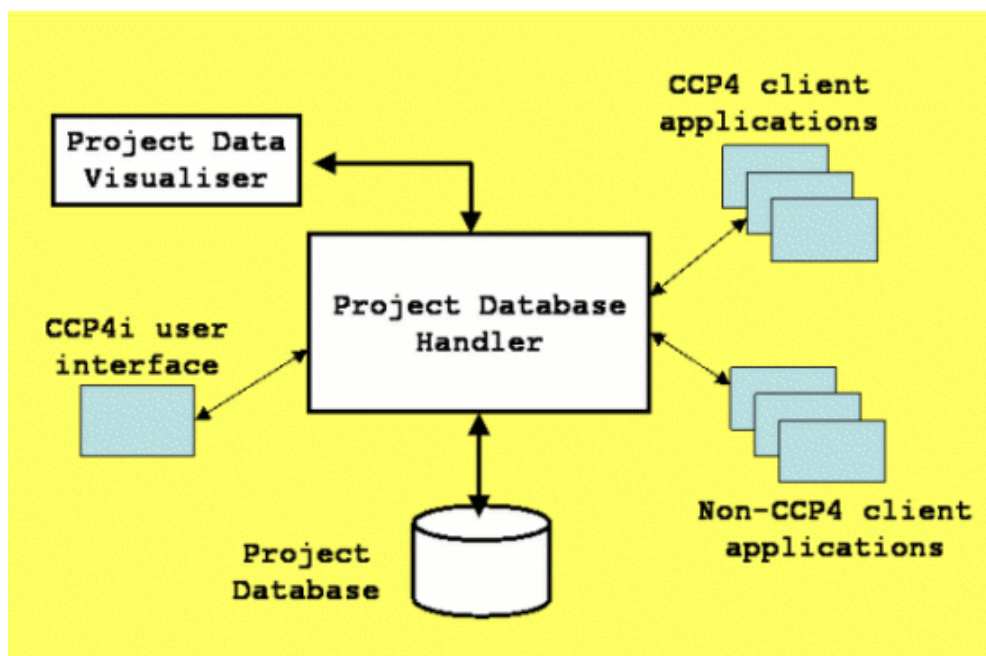 CCP4 client
applications
Project Data
Visualiser
Project Database
Handler
CCP4i user
interface
Non-CCP4 client
applications
Project
Database